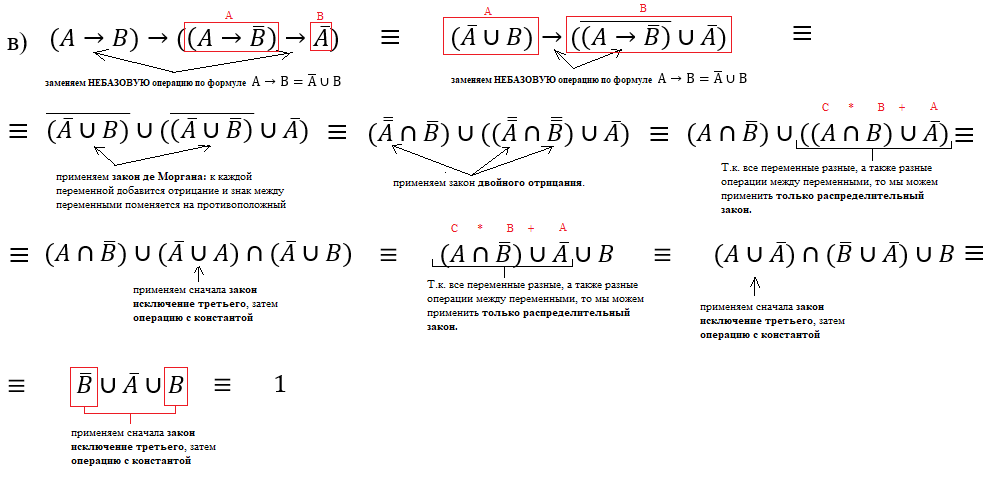 A B B
в) (A → B) → ((A → B̅) → A̅) ≡ (A̅ ∪ B) → ((A → B̅)̅ ∪ A̅) ≡
A
заменяем НЕБАЗОВУЮ операцию по формуле A → B = A̅ ∪ B
заменяем НЕБАЗОВУЮ операцию по формуле A → B = A̅ ∪ B
C * B + A
≡ (A̅ ∪ B)̅ ∪ ((A̅ ∪ B̅)̅ ∪ A̅) ≡ (A̿ ∩ B̅) ∪ ((A̿ ∩ B̿) ∪ A̅) ≡ (A ∩ B̅) ∪ ((A ∩ B) ∪ A̅) ≡
применяем закон де Моргана: к каждой
переменной добавится отрицание и знак между
переменными поменяется на противоположный
применяем закон двойного отрицания.
Т.к. все переменные разные, а также разные
операции между переменными, то мы можем
применить только распределительный
закон.
C * B + A
≡ (A ∩ B̅) ∪ (A̅ ∪ A) ∩ (A̅ ∪ B) ≡ (A ∩ B̅) ∪ A̅ ∪ B ≡ (A ∪ A̅) ∩ (B̅ ∪ A̅) ∪ B ≡
применяем сначала закон
исключение третьего, затем
операцию с константой
Т.к. все переменные разные, а также разные
операции между переменными, то мы можем
применить только распределительный
закон.
применяем сначала закон
исключение третьего, затем
операцию с константой
≡ B̅ ∪ A̅ ∪ B ≡ 1
применяем сначала закон
исключение третьего, затем
операцию с константой